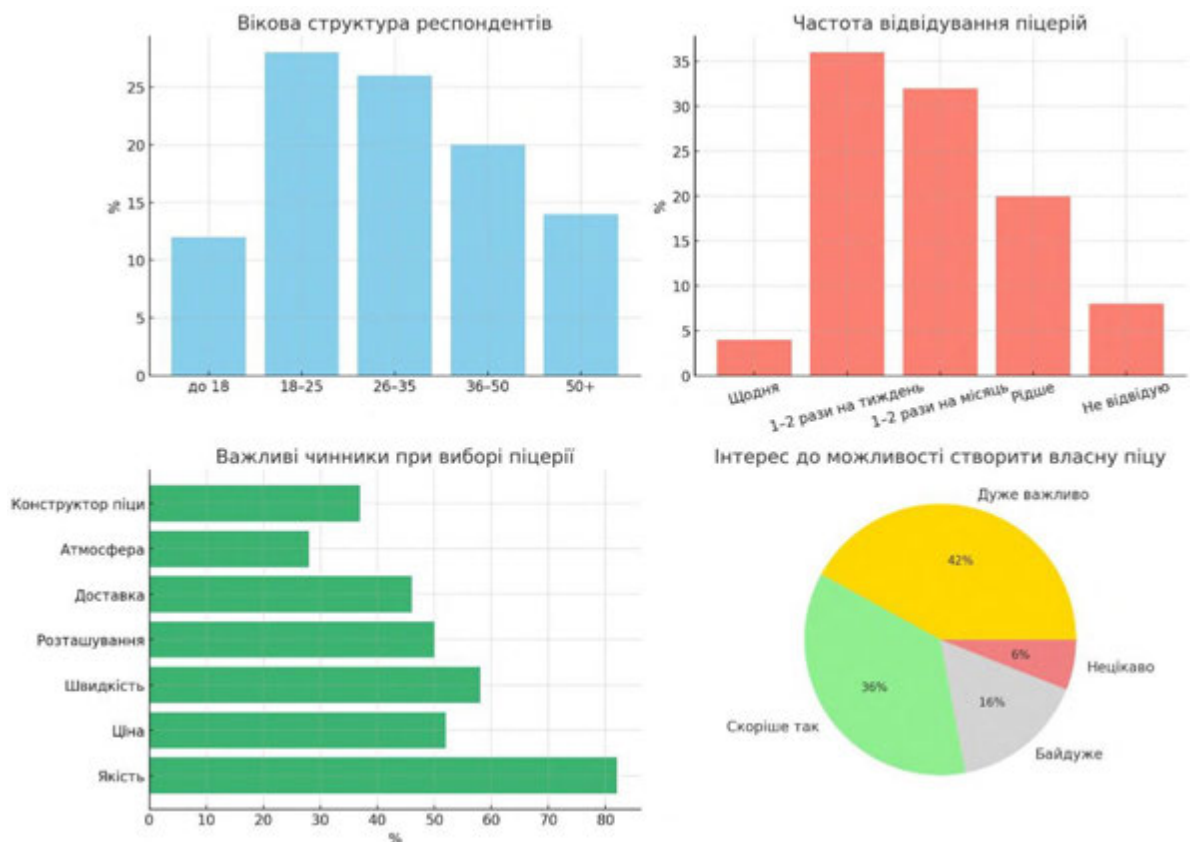 Вікова структура респондентів
%
25
20
15
10
5
0
до 18
18–25
26–35
36–50
50+
Частота відвідування піцерій
%
35
30
25
20
15
10
5
0
Щодня
1–2 рази на тиждень
1–2 рази на місяць
Рідше
Не відвідую
Важливі чинники при виборі піцерії
Конструктор піци
Атмосфера
Доставка
Розташування
Швидкість
Ціна
Якість
0 10 20 30 40 50 60 70 80
%
Інтерес до можливості створити власну піцу
Дуже важливо
42%
36%
16%
6%
Нецікаво
Скоріше так
Байдуже